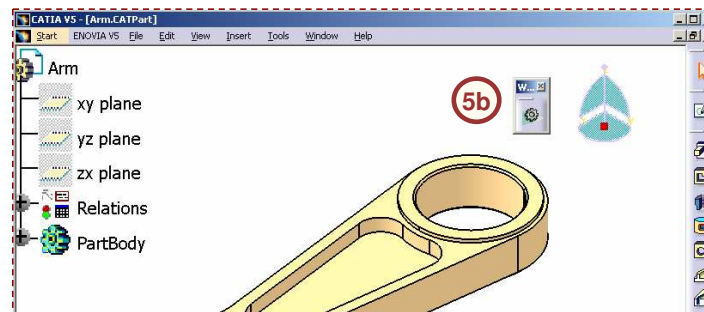 CATIA V5 - [Arm.CATPart]
Start ENOVIA V5 File Edit View Insert Tools Window Help
Arm
xy plane
yz plane
zx plane
Relations
PartBody
5b
W...